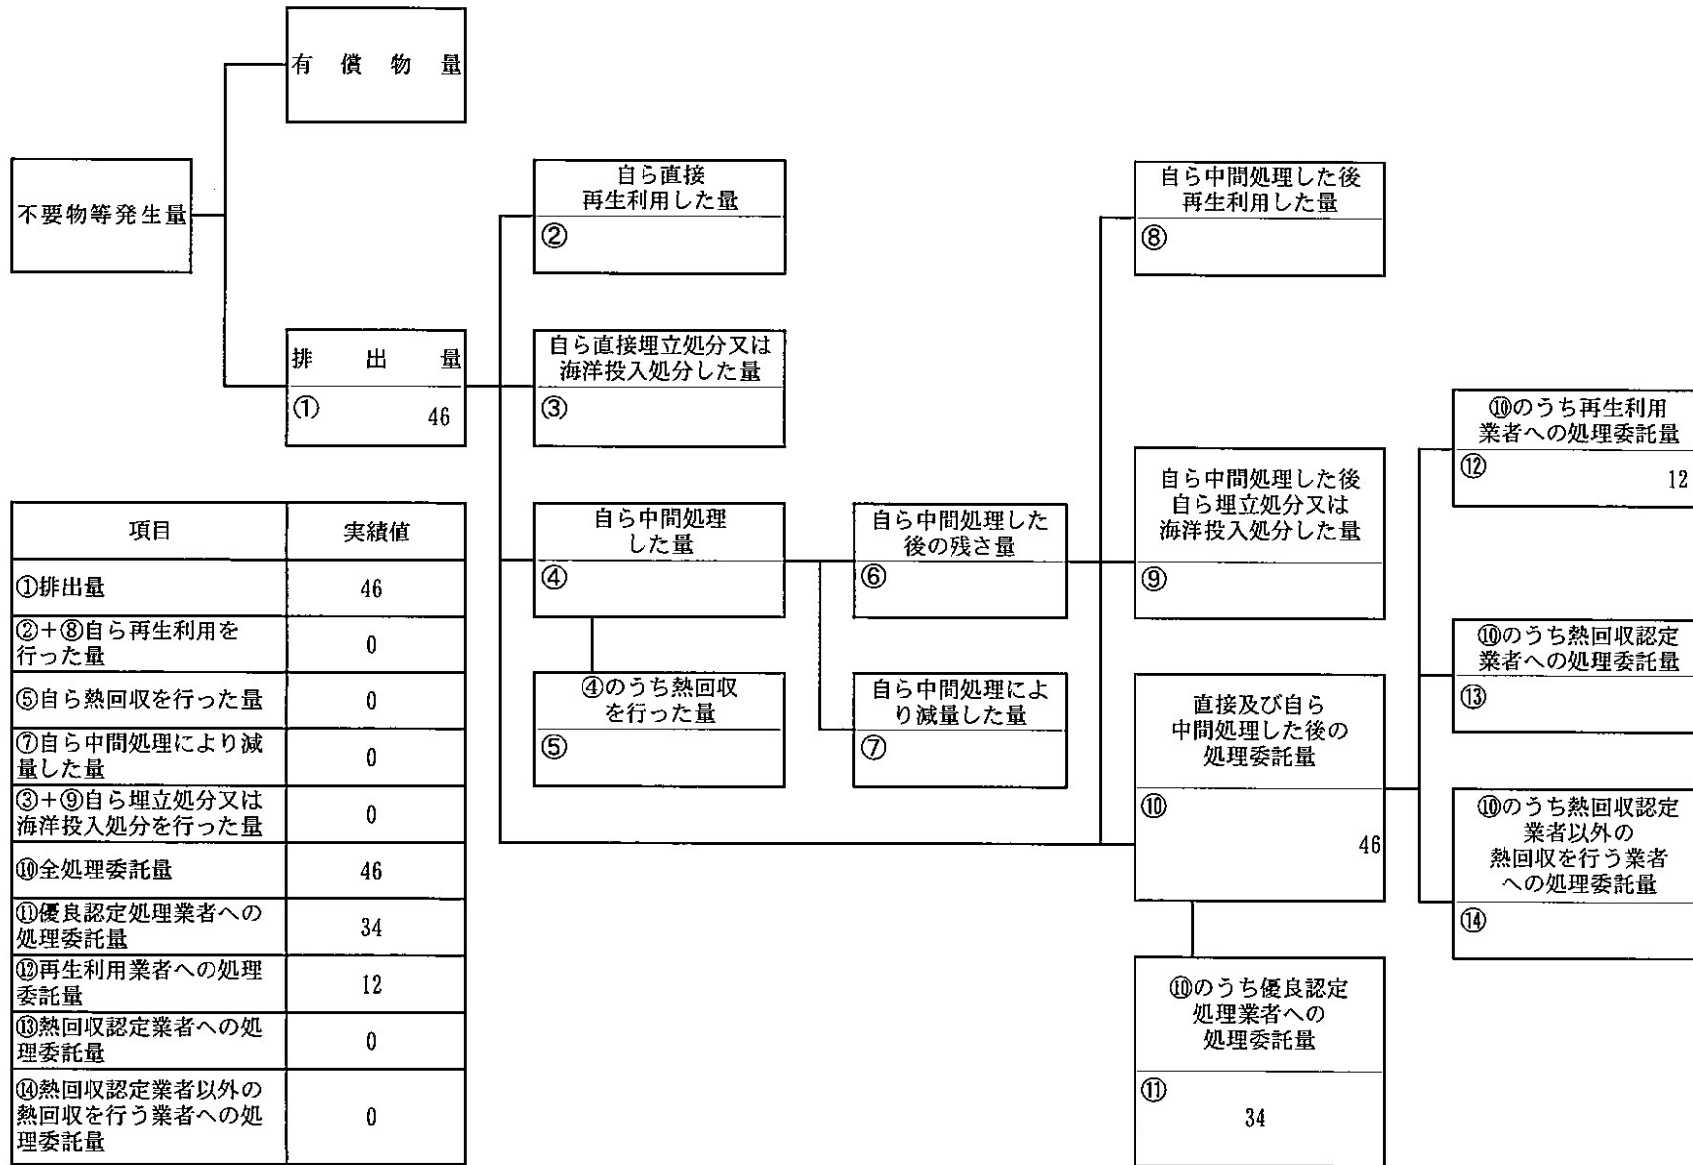 有償物量
不要物等発生量
排出量
① 46
自ら直接
再生利用した量
②
自ら直接埋立処分又は
海洋投入処分した量
③
自ら中間処理
した量
④
④のうち熱回収
を行った量
⑤
自ら中間処理した
後の残さ量
⑥
自ら中間処理によ
り減量した量
⑦
自ら中間処理した後
再生利用した量
⑧
自ら中間処理した後
自ら埋立処分又は
海洋投入処分した量
⑨
直接及び自ら
中間処理した後の
処理委託量
⑩
46
⑩のうち優良認定
処理業者への
処理委託量
⑪
34
⑩のうち再生利用
業者への処理委託量
⑫
12
⑩のうち熱回収認定
業者への処理委託量
⑬
⑩のうち熱回収認定
業者以外の
熱回収を行う業者
への処理委託量
⑭
項目 実績値
①排出量 46
②+⑧自ら再生利用を
行った量 0
⑤自ら熱回収を行った量 0
⑦自ら中間処理により減
量した量 0
③+⑨自ら埋立処分又は
海洋投入処分を行った量 0
⑩全処理委託量 46
⑪優良認定処理業者への
処理委託量 34
⑫再生利用業者への処理
委託量 12
⑬熱回収認定業者への処
理委託量 0
⑭熱回収認定業者以外の
熱回収を行う業者への処
理委託量 0